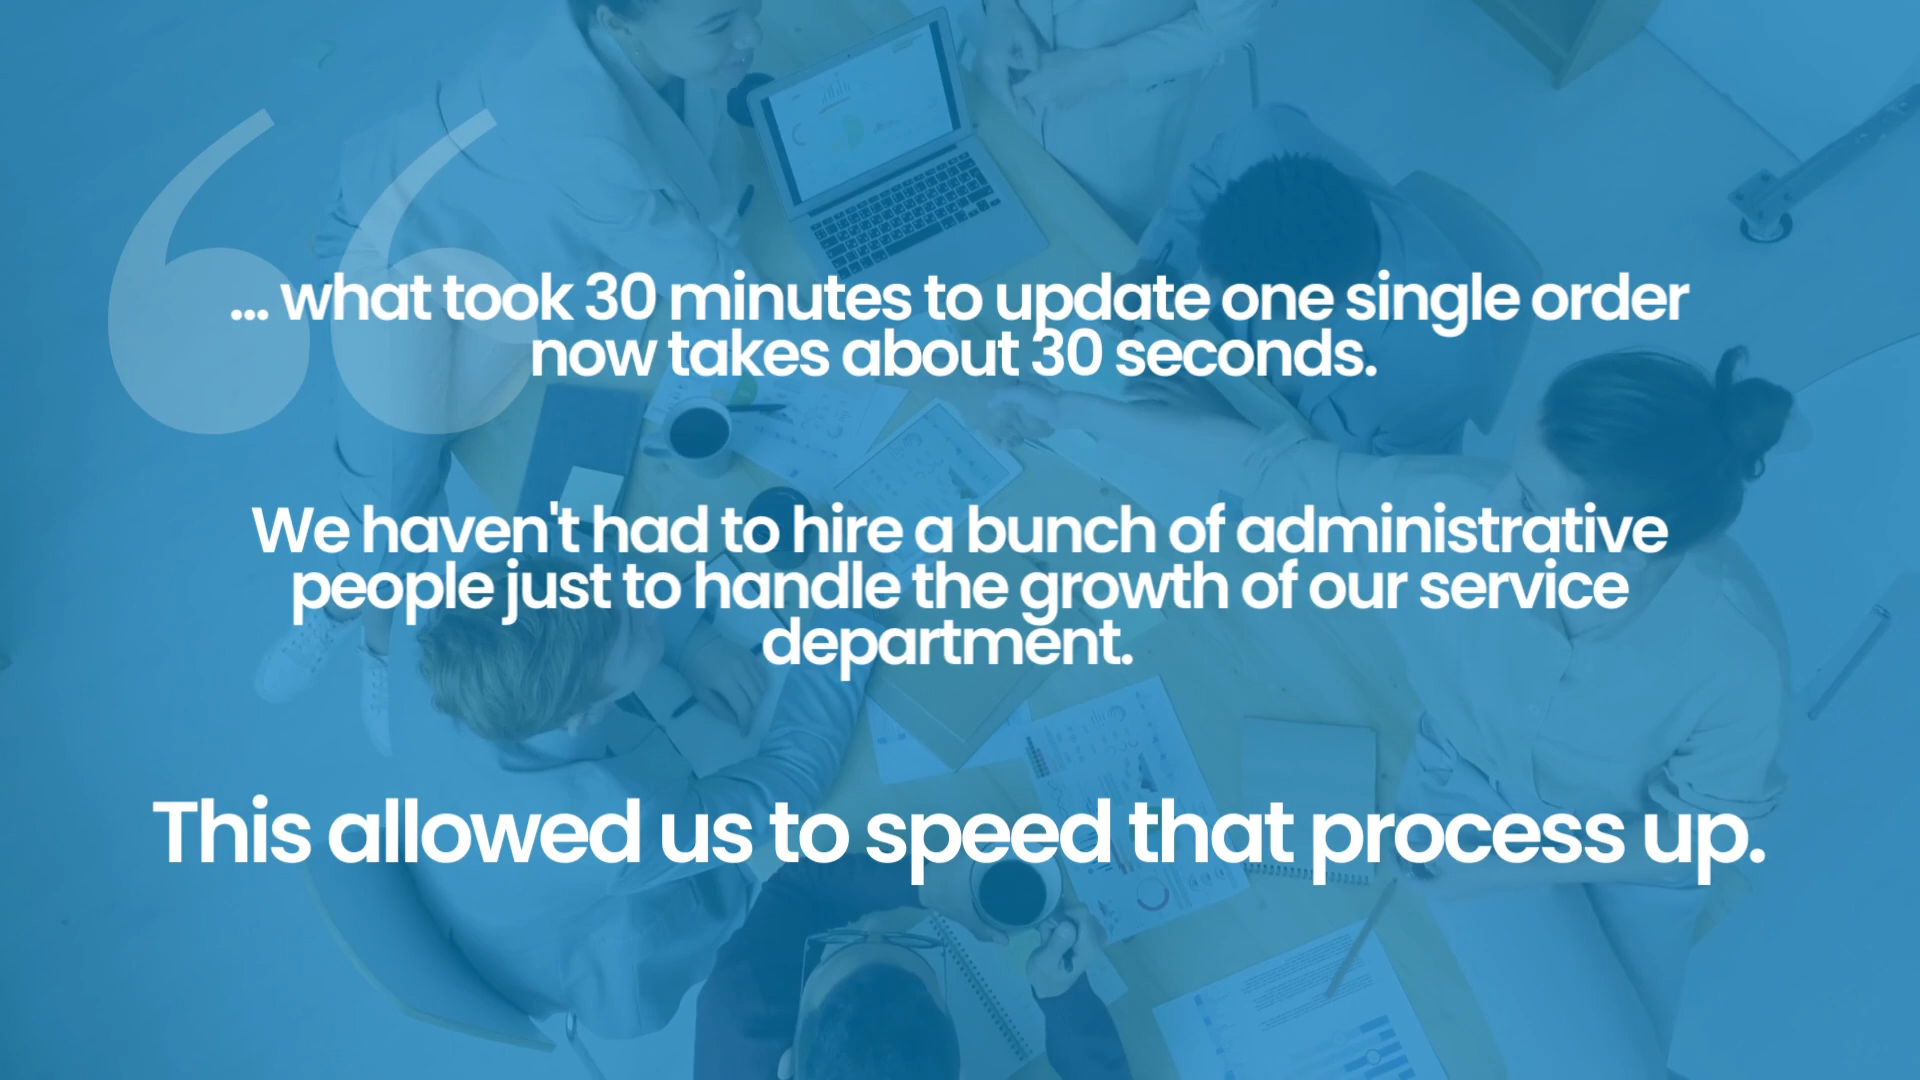 ... what took 30 minutes to update one single order
now takes about 30 seconds.
We haven't had to hire a bunch of administrative
people just to handle the growth of our service
department.
This allowed us to speed that process up.